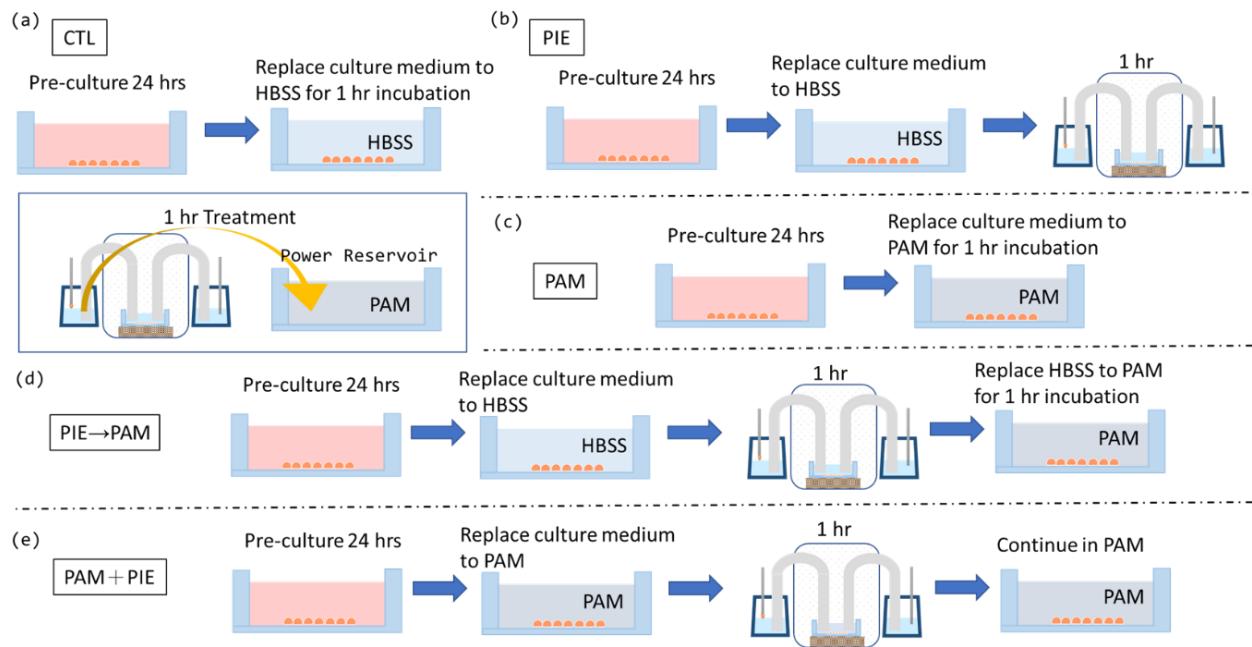 (a)
CTL
Pre-culture 24 hrs
Replace culture medium to
HBSS for 1 hr incubation
HBSS
1 hr Treatment
Power Reservoir
PAM
(b)
PIE
Pre-culture 24 hrs
Replace culture medium
to HBSS
HBSS
1 hr
(c)
PAM
Pre-culture 24 hrs
Replace culture medium to
PAM for 1 hr incubation
PAM
(d)
PIE→PAM
Pre-culture 24 hrs
Replace culture medium
to HBSS
HBSS
1 hr
Replace HBSS to PAM
for 1 hr incubation
PAM
(e)
PAM＋PIE
Pre-culture 24 hrs
Replace culture medium
to PAM
PAM
1 hr
Continue in PAM
PAM